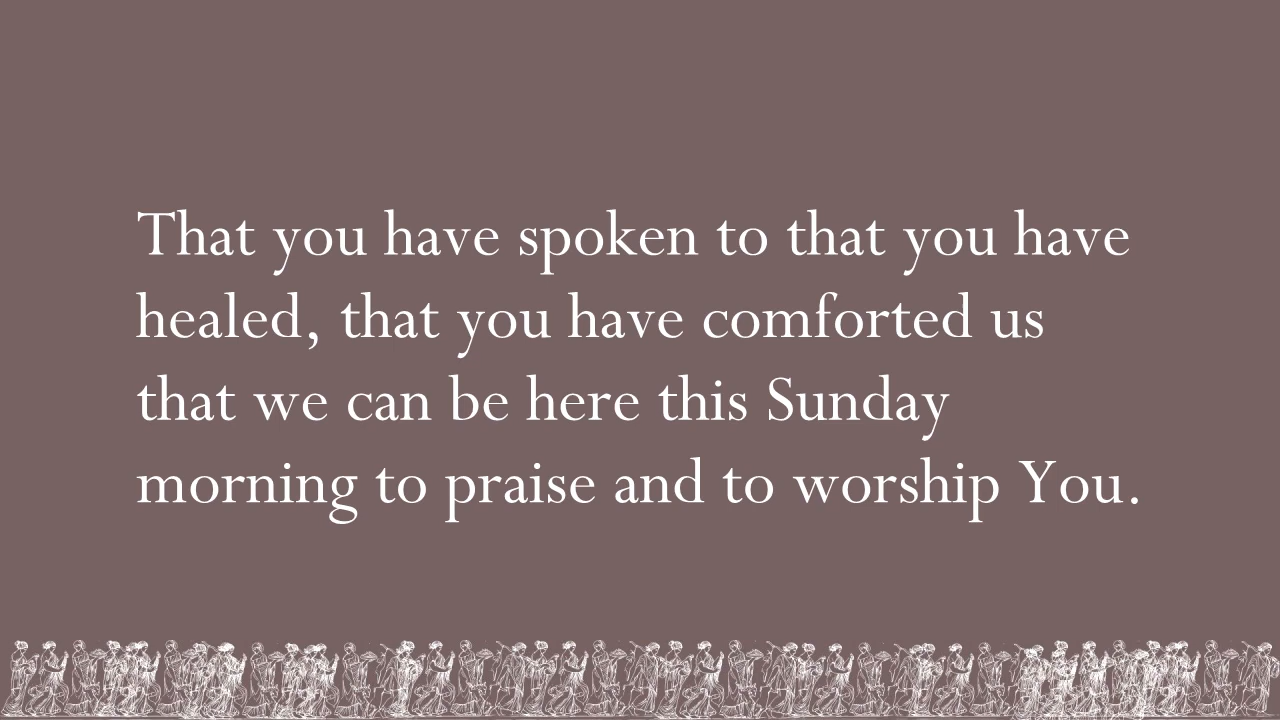 That you have spoken to that you have
healed, that you have comforted us
that we can be here this Sunday
morning to praise and to worship You.